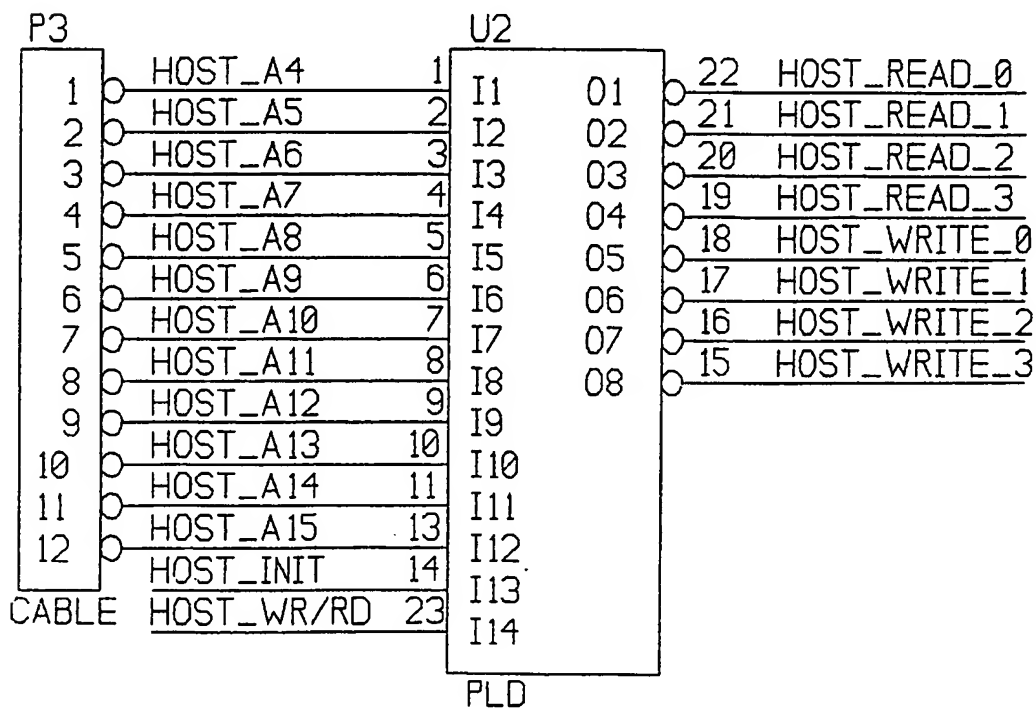 P3 U2
1 HOST_A4 1 I1 O1 22 HOST_READ_0
2 HOST_A5 2 I2 O2 21 HOST_READ_1
3 HOST_A6 3 I3 O3 20 HOST_READ_2
4 HOST_A7 4 I4 O4 19 HOST_READ_3
5 HOST_A8 5 I5 O5 18 HOST_WRITE_0
6 HOST_A9 6 I6 O6 17 HOST_WRITE_1
7 HOST_A10 7 I7 O7 16 HOST_WRITE_2
8 HOST_A11 8 I8 O8 15 HOST_WRITE_3
9 HOST_A12 9 I9
10 HOST_A13 10 I10
11 HOST_A14 11 I11
12 HOST_A15 13 I12
HOST_INIT 14 I13
CABLE HOST_WR/RD 23 I14
PLD